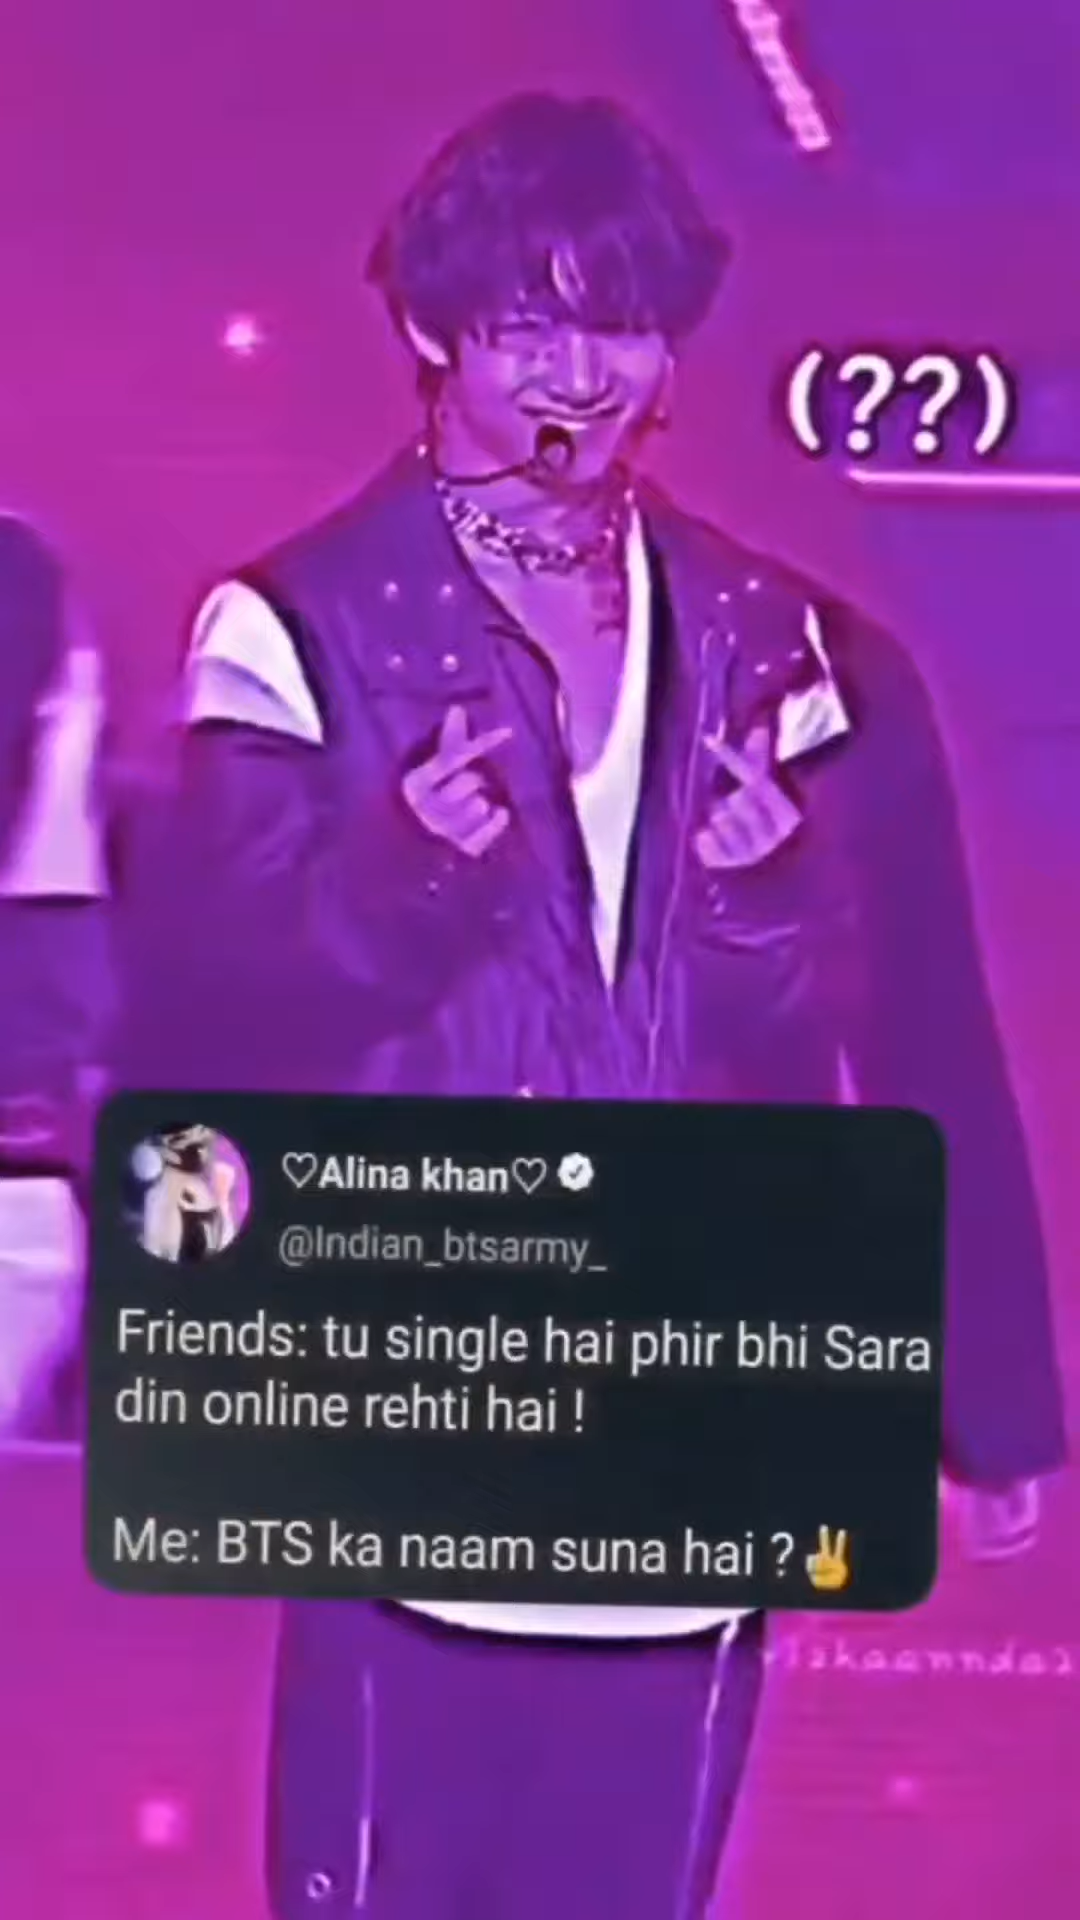 (??)
♡Alina khan♡
@Indian_btsarmy_
Friends: tu single hai phir bhi Sara
din online rehti hai !
Me: BTS ka naam suna hai ?✌️